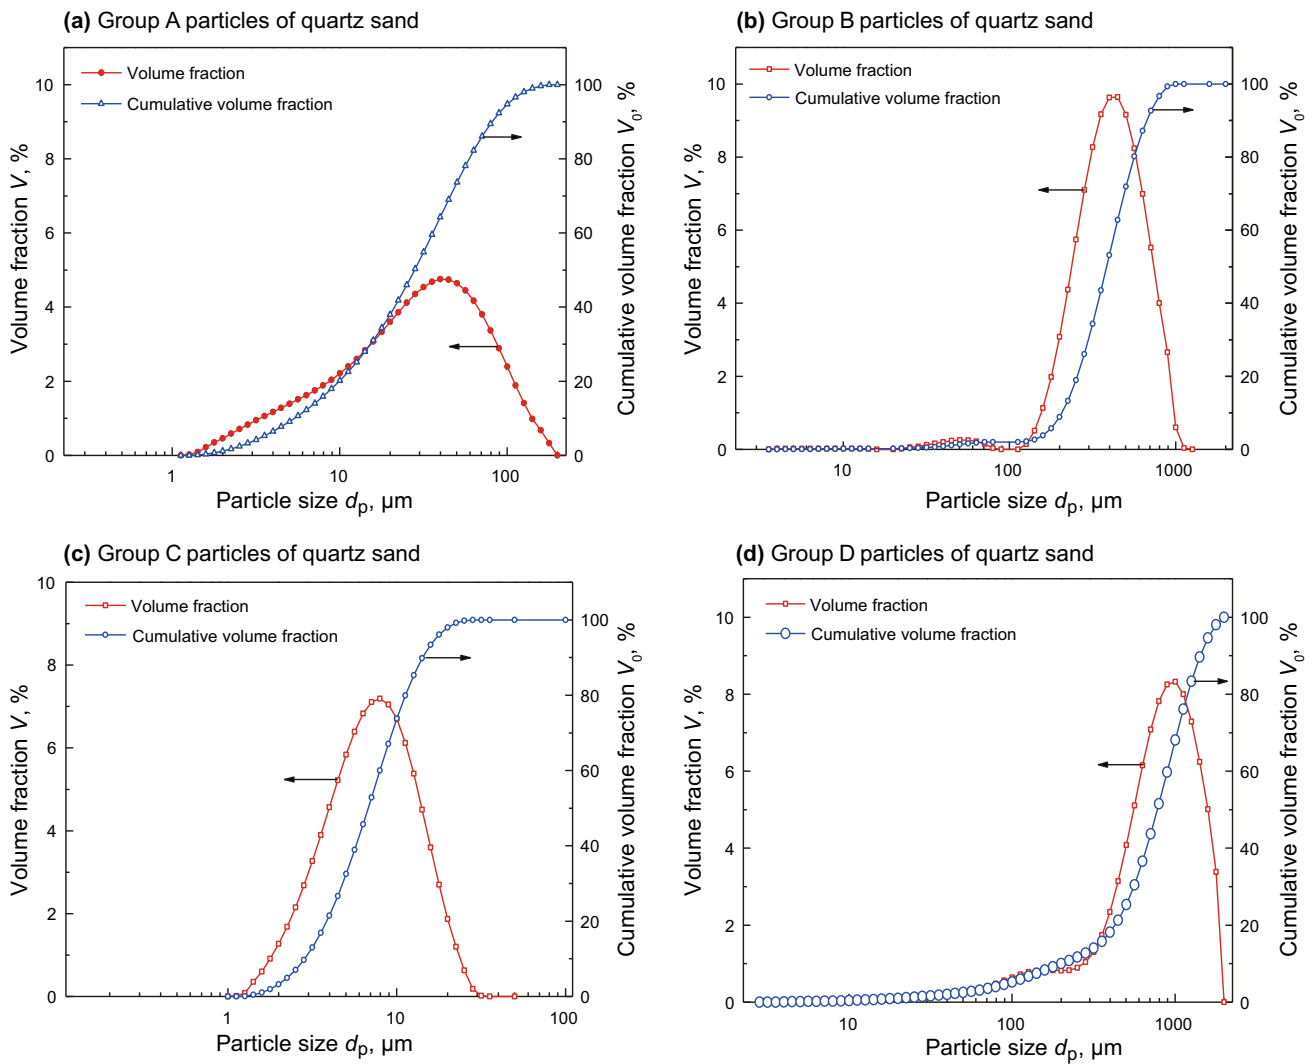 (a) Group A particles of quartz sand
Volume fraction
Cumulative volume fraction
Volume fraction V, %
Cumulative volume fraction V0, %
10
8
6
4
2
0
100
80
60
40
20
0
1
10
100
Particle size dp, μm
(b) Group B particles of quartz sand
Volume fraction
Cumulative volume fraction
Volume fraction V, %
Cumulative volume fraction V0, %
10
8
6
4
2
0
100
80
60
40
20
0
10
100
1000
Particle size dp, μm
(c) Group C particles of quartz sand
Volume fraction
Cumulative volume fraction
Volume fraction V, %
Cumulative volume fraction V0, %
10
8
6
4
2
0
100
80
60
40
20
0
1
10
100
Particle size dp, μm
(d) Group D particles of quartz sand
Volume fraction
Cumulative volume fraction
Volume fraction V, %
Cumulative volume fraction V0, %
10
8
6
4
2
0
100
80
60
40
20
0
10
100
1000
Particle size dp, μm